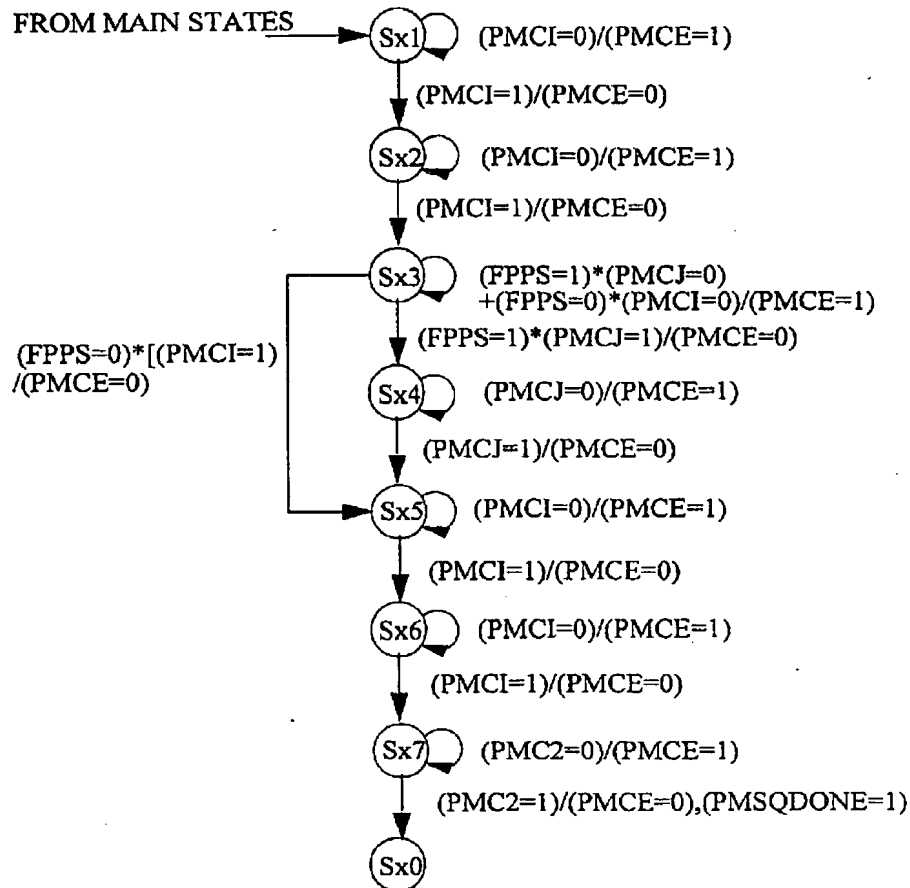 FROM MAIN STATES
Sx1
(PMCI=0)/(PMCE=1)
(PMCI=1)/(PMCE=0)
Sx2
(PMCI=0)/(PMCE=1)
(PMCI=1)/(PMCE=0)
Sx3
(FPPS=1)*(PMCJ=0)
+(FPPS=0)*(PMCI=0)/(PMCE=1)
(FPPS=1)*(PMCJ=1)/(PMCE=0)
(FPPS=0)*[(PMCI=1)
/(PMCE=0)
Sx4
(PMCJ=0)/(PMCE=1)
(PMCJ=1)/(PMCE=0)
Sx5
(PMCI=0)/(PMCE=1)
(PMCI=1)/(PMCE=0)
Sx6
(PMCI=0)/(PMCE=1)
(PMCI=1)/(PMCE=0)
Sx7
(PMC2=0)/(PMCE=1)
(PMC2=1)/(PMCE=0),(PMSQDONE=1)
Sx0